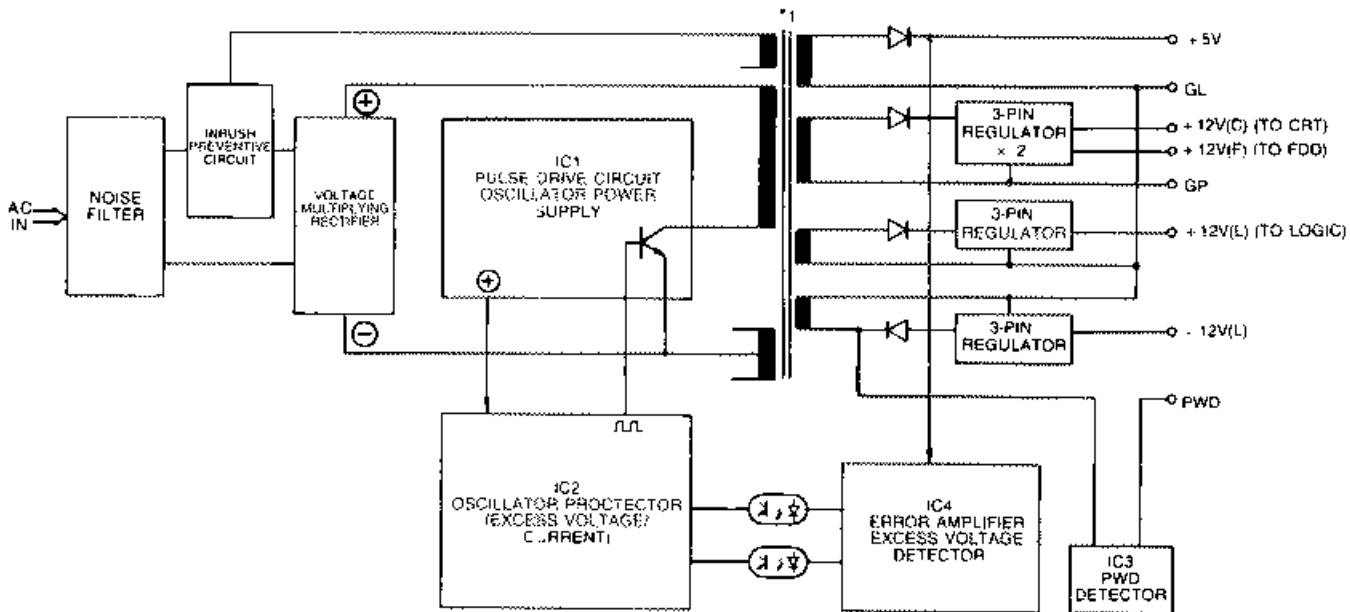 *1
+5V
GL
3-PIN
REGULATOR
× 2
+12V(C) (TO CRT)
+12V(F) (TO FDD)
GP
3-PIN
REGULATOR
+12V(L) (TO LOGIC)
3-PIN
REGULATOR
- 12V(L)
PWD
AC
IN
NOISE
FILTER
INRUSH
PREVENTIVE
CIRCUIT
VOLTAGE
MULTIPLYING
RECTIFIER
IC1
PULSE DRIVE CIRCUIT
OSCILLATOR POWER
SUPPLY
IC2
OSCILLATOR PROCTECTOR
(EXCESS VOLTAGE/
CURRENT)
IC4
ERROR AMPLIFIER
EXCESS VOLTAGE
DETECTOR
IC3
PWD
DETECTOR